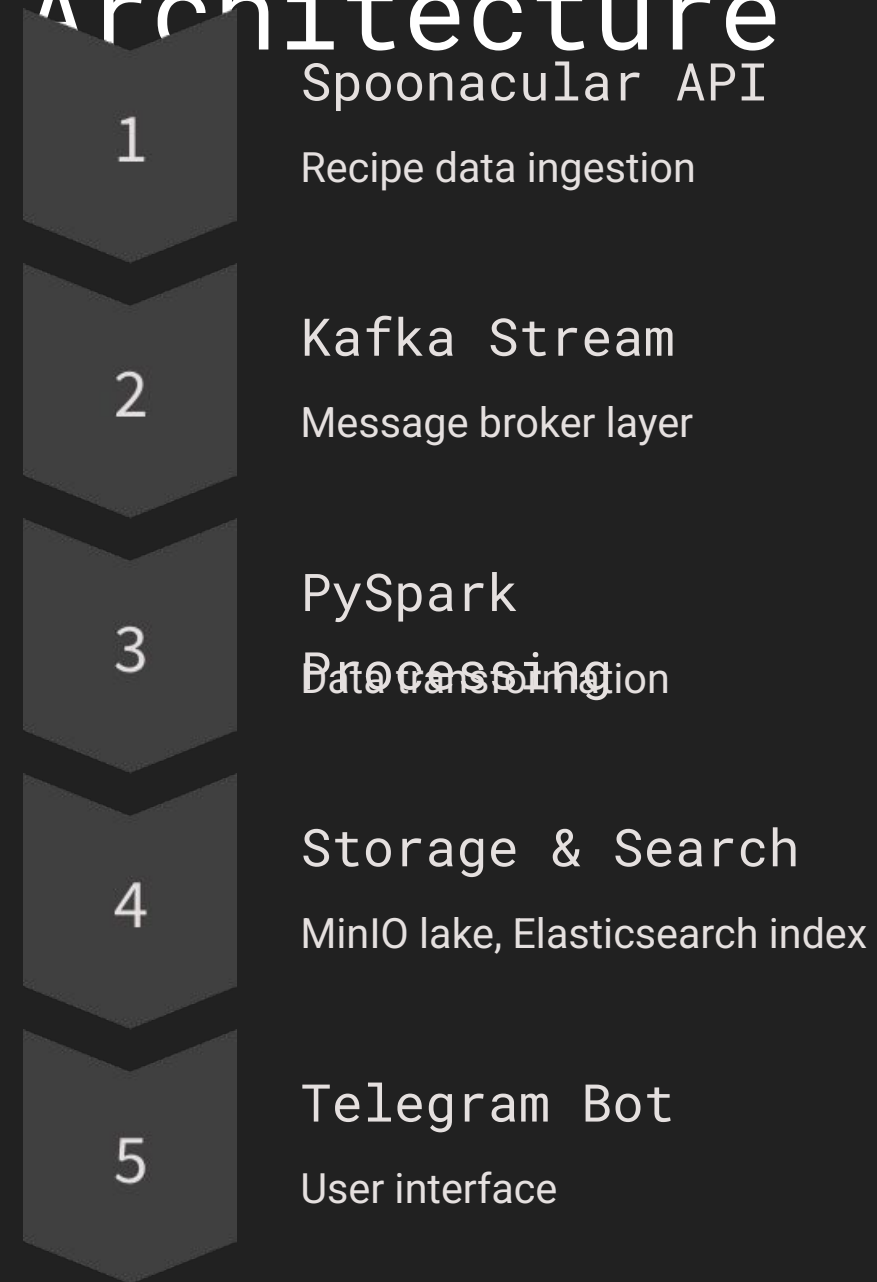 Architecture
Spoonacular API
1
Recipe data ingestion
Kafka Stream
2
Message broker layer
PySpark
Processing
3
Data transformation
Storage & Search
4
MinIO lake, Elasticsearch index
Telegram Bot
5
User interface